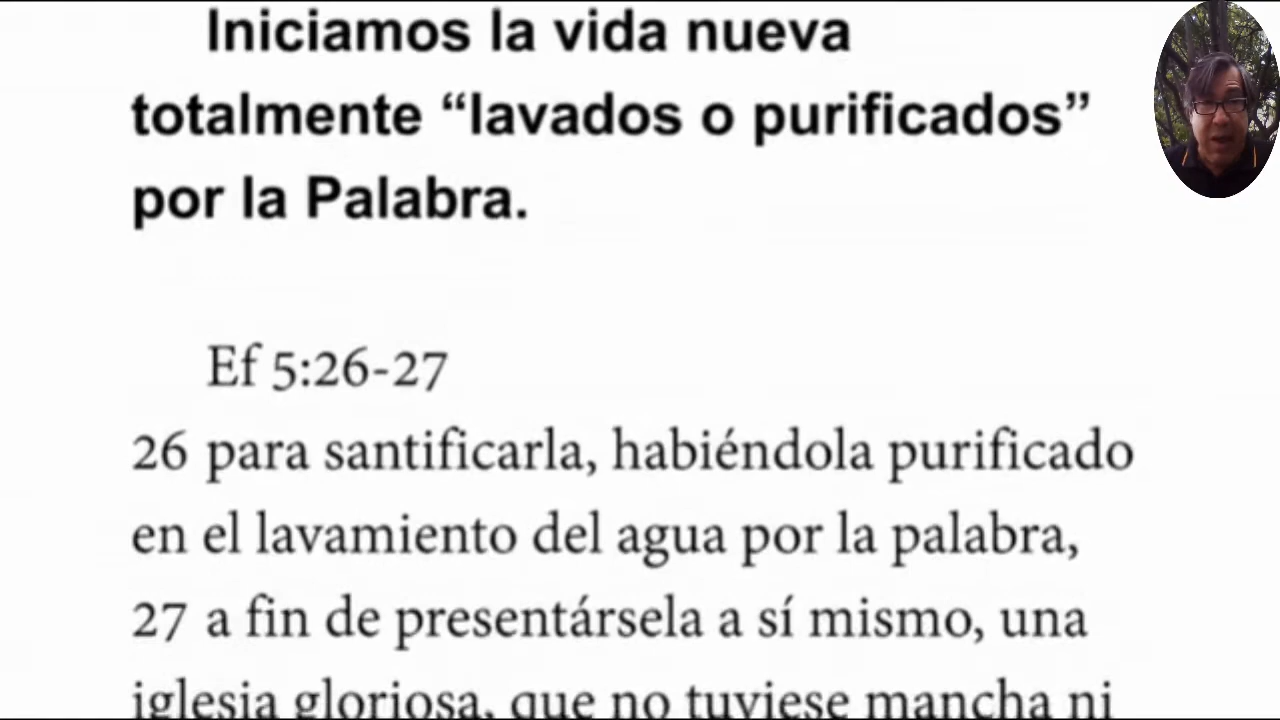 Iniciamos la vida nueva
totalmente “lavados o purificados”
por la Palabra.
Ef 5:26-27
26 para santificarla, habiéndola purificado
en el lavamiento del agua por la palabra,
27 a fin de presentársela a sí mismo, una
iglesia gloriosa, que no tuviese mancha ni